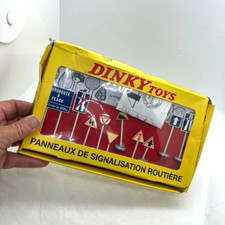 DINKY TOYS
PANNEAUX DE SIGNALISATION ROUTIÈRE